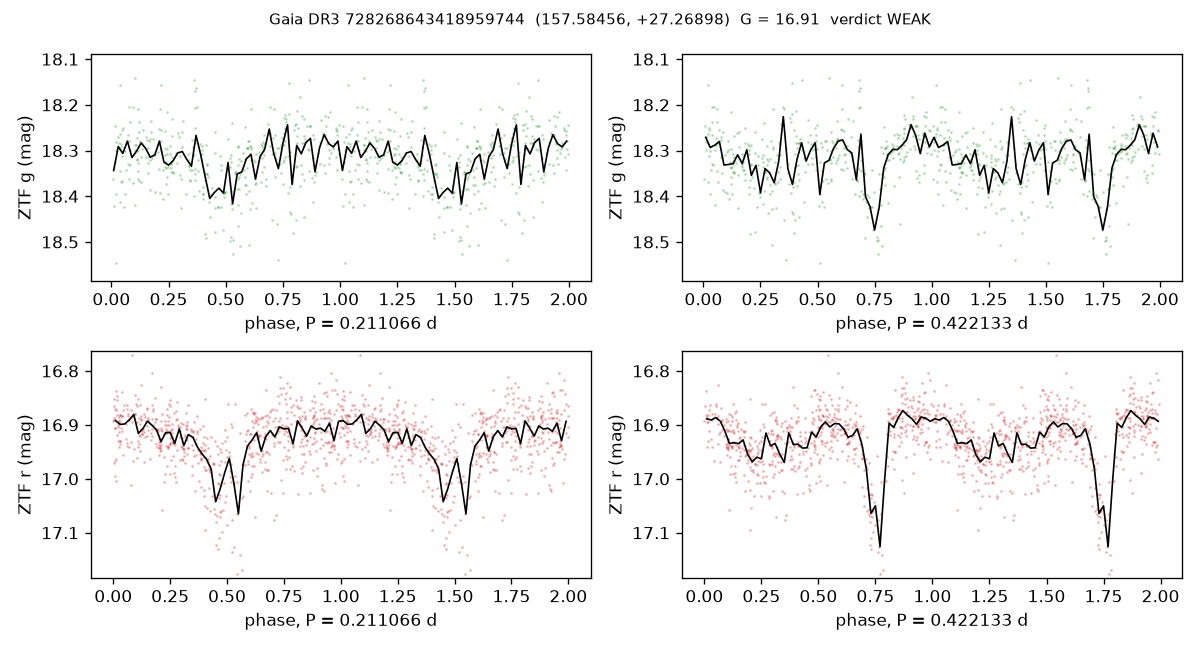 Gaia DR3 728268643418959744  (157.58456, +27.26898)  G = 16.91  verdict WEAK
18.1
18.2
18.3
18.4
18.5
ZTF g (mag)
0.00 0.25 0.50 0.75 1.00 1.25 1.50 1.75 2.00
phase, P = 0.211066 d
18.1
18.2
18.3
18.4
18.5
ZTF g (mag)
0.00 0.25 0.50 0.75 1.00 1.25 1.50 1.75 2.00
phase, P = 0.422133 d
16.8
16.9
17.0
17.1
ZTF r (mag)
0.00 0.25 0.50 0.75 1.00 1.25 1.50 1.75 2.00
phase, P = 0.211066 d
16.8
16.9
17.0
17.1
ZTF r (mag)
0.00 0.25 0.50 0.75 1.00 1.25 1.50 1.75 2.00
phase, P = 0.422133 d